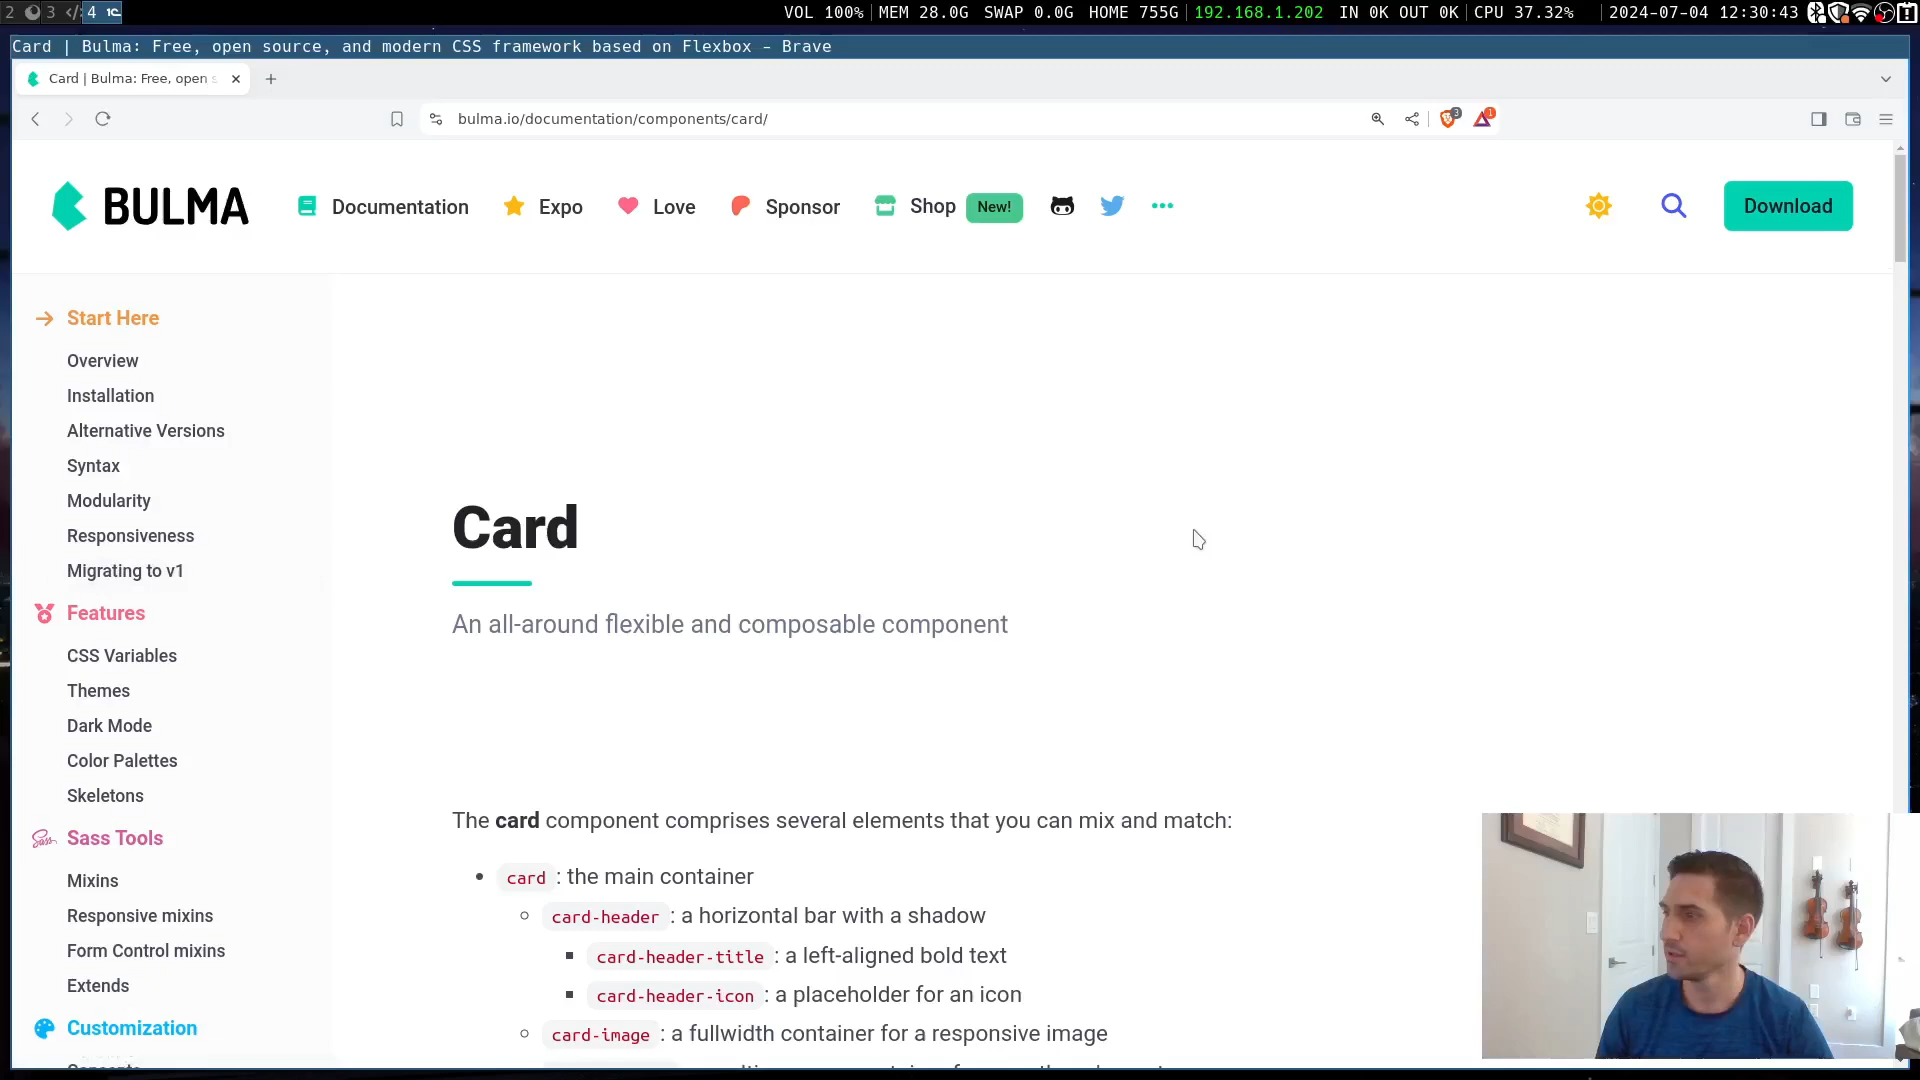 2 3 4 VOL 100% MEM 28.0G SWAP 0.0G HOME 755G 192.168.1.202 IN 0K OUT 0K CPU 37.32% 2024-07-04 12:30:43
Card | Bulma: Free, open source, and modern CSS framework based on Flexbox - Brave
Card | Bulma: Free, open
bulma.io/documentation/components/card/ 3 1
BULMA Documentation Expo Love Sponsor Shop New! Download
Start Here
Overview
Installation
Alternative Versions
Syntax
Modularity
Responsiveness
Migrating to v1
Features
CSS Variables
Themes
Dark Mode
Color Palettes
Skeletons
Sass Tools
Mixins
Responsive mixins
Form Control mixins
Extends
Customization
Card
An all-around flexible and composable component
The card component comprises several elements that you can mix and match:
card : the main container
card-header : a horizontal bar with a shadow
card-header-title : a left-aligned bold text
card-header-icon : a placeholder for an icon
card-image : a fullwidth container for a responsive image